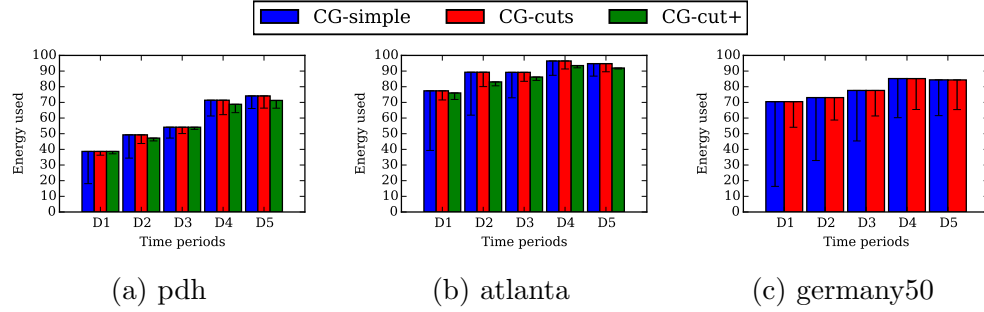 CG-simple CG-cuts CG-cut+
Energy used
100
90
80
70
60
50
40
30
20
10
0
D1 D2 D3 D4 D5
Time periods
(a) pdh
Energy used
100
90
80
70
60
50
40
30
20
10
0
D1 D2 D3 D4 D5
Time periods
(b) atlanta
Energy used
100
90
80
70
60
50
40
30
20
10
0
D1 D2 D3 D4 D5
Time periods
(c) germany50